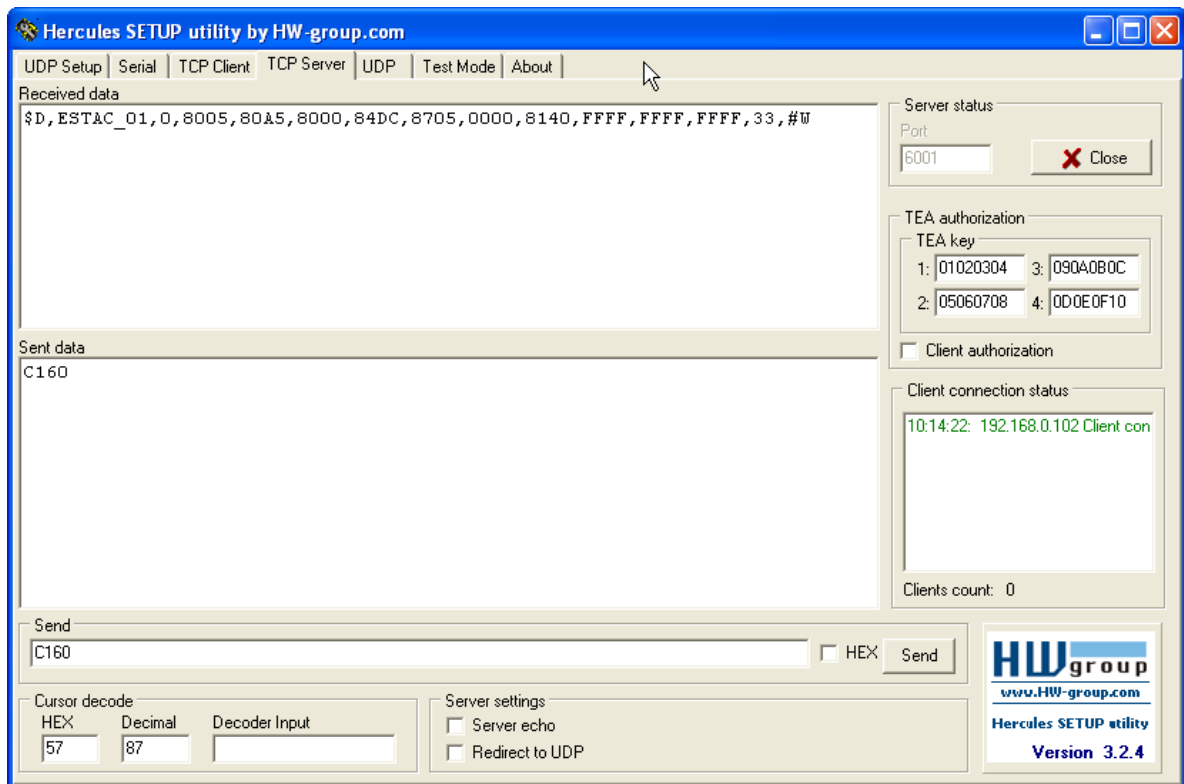 Hercules SETUP utility by HW-group.com
UDP Setup Serial TCP Client TCP Server UDP Test Mode About
Received data
$D,ESTAC_01,0,8005,80A5,8000,84DC,8705,0000,8140,FFFF,FFFF,FFFF,33,#W
Server status
Port
6001
Close
TEA authorization
TEA key
1: 01020304 3: 090A0B0C
2: 05060708 4: 0D0E0F10
Client authorization
Sent data
C160
Client connection status
10:14:22: 192.168.0.102 Client con
Clients count: 0
Send
C160
HEX Send
Cursor decode
HEX Decimal Decoder Input
57 87
Server settings
Server echo
Redirect to UDP
HW group
www.HW-group.com
Hercules SETUP utility
Version 3.2.4